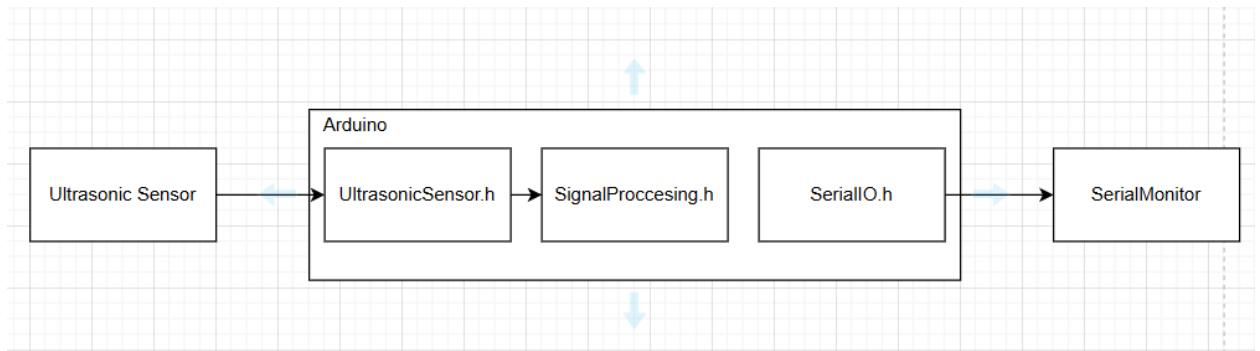 Arduino
Ultrasonic Sensor
UltrasonicSensor.h
SignalProccesing.h
SerialIO.h
SerialMonitor